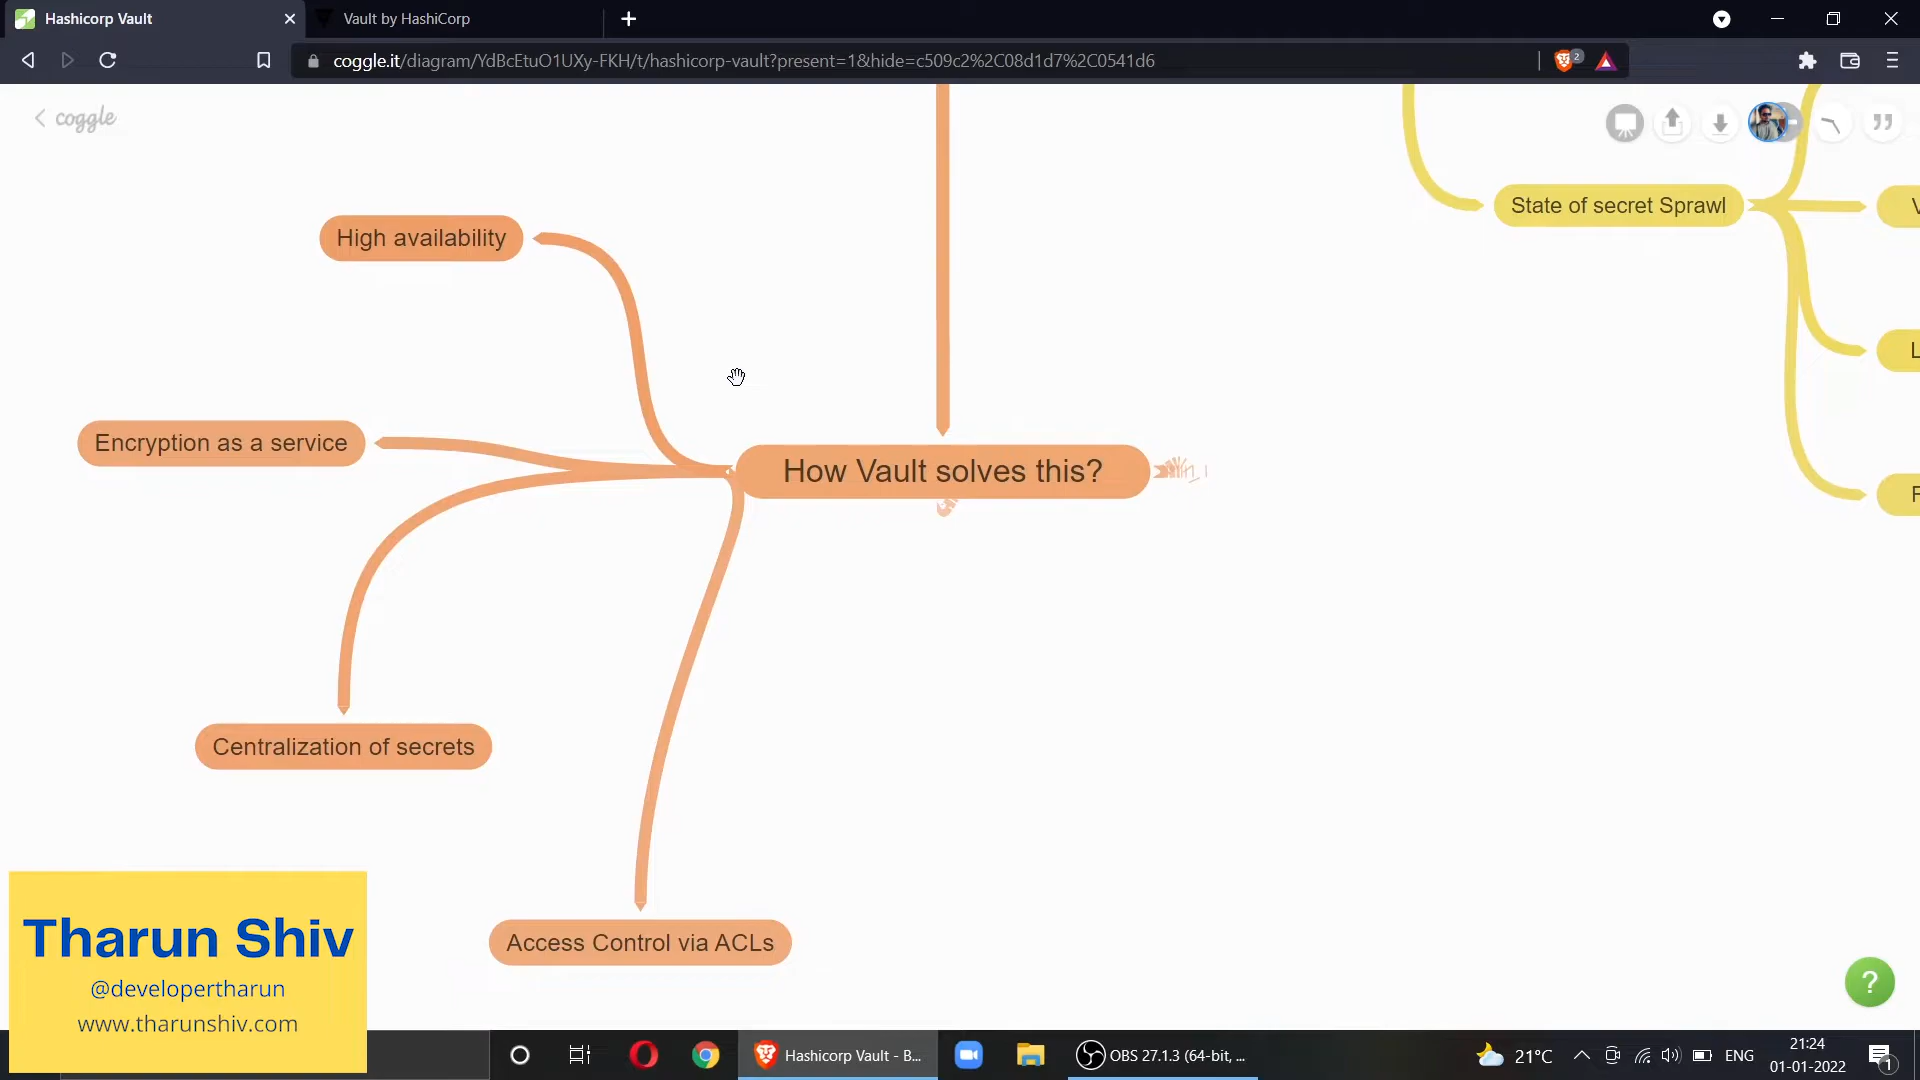 Hashicorp Vault
Vault by HashiCorp
coggle.it/diagram/YdBcEtuO1UXy-FKH/t/hashicorp-vault?present=1&hide=c509c2%2C08d1d7%2C0541d6
2
coggle
State of secret Sprawl
High availability
V
L
Encryption as a service
How Vault solves this?
F
Centralization of secrets
Access Control via ACLs
Tharun Shiv
@developertharun
www.tharunshiv.com
?
Hashicorp Vault - B...
OBS 27.1.3 (64-bit, ...
21°C
ENG
21:24
01-01-2022
1